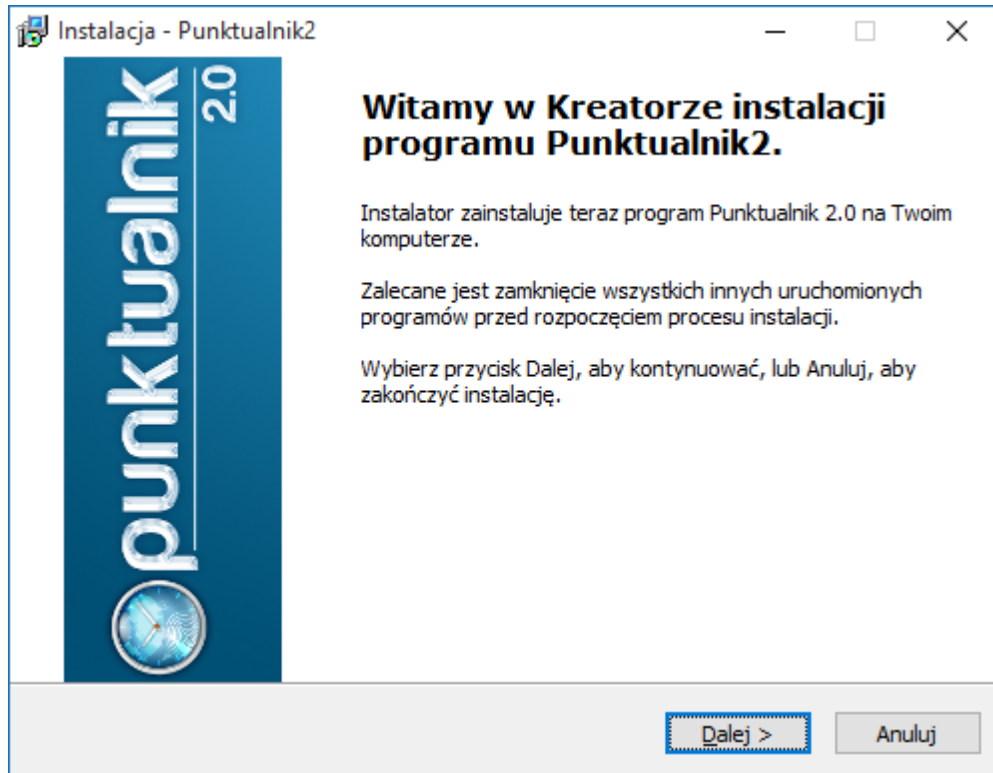 Instalacja - Punktualnik2
punktualnik
2.0
Witamy w Kreatorze instalacji
programu Punktualnik2.
Instalator zainstaluje teraz program Punktualnik 2.0 na Twoim
komputerze.
Zalecane jest zamknięcie wszystkich innych uruchomionych
programów przed rozpoczęciem procesu instalacji.
Wybierz przycisk Dalej, aby kontynuować, lub Anuluj, aby
zakończyć instalację.
Dalej >
Anuluj